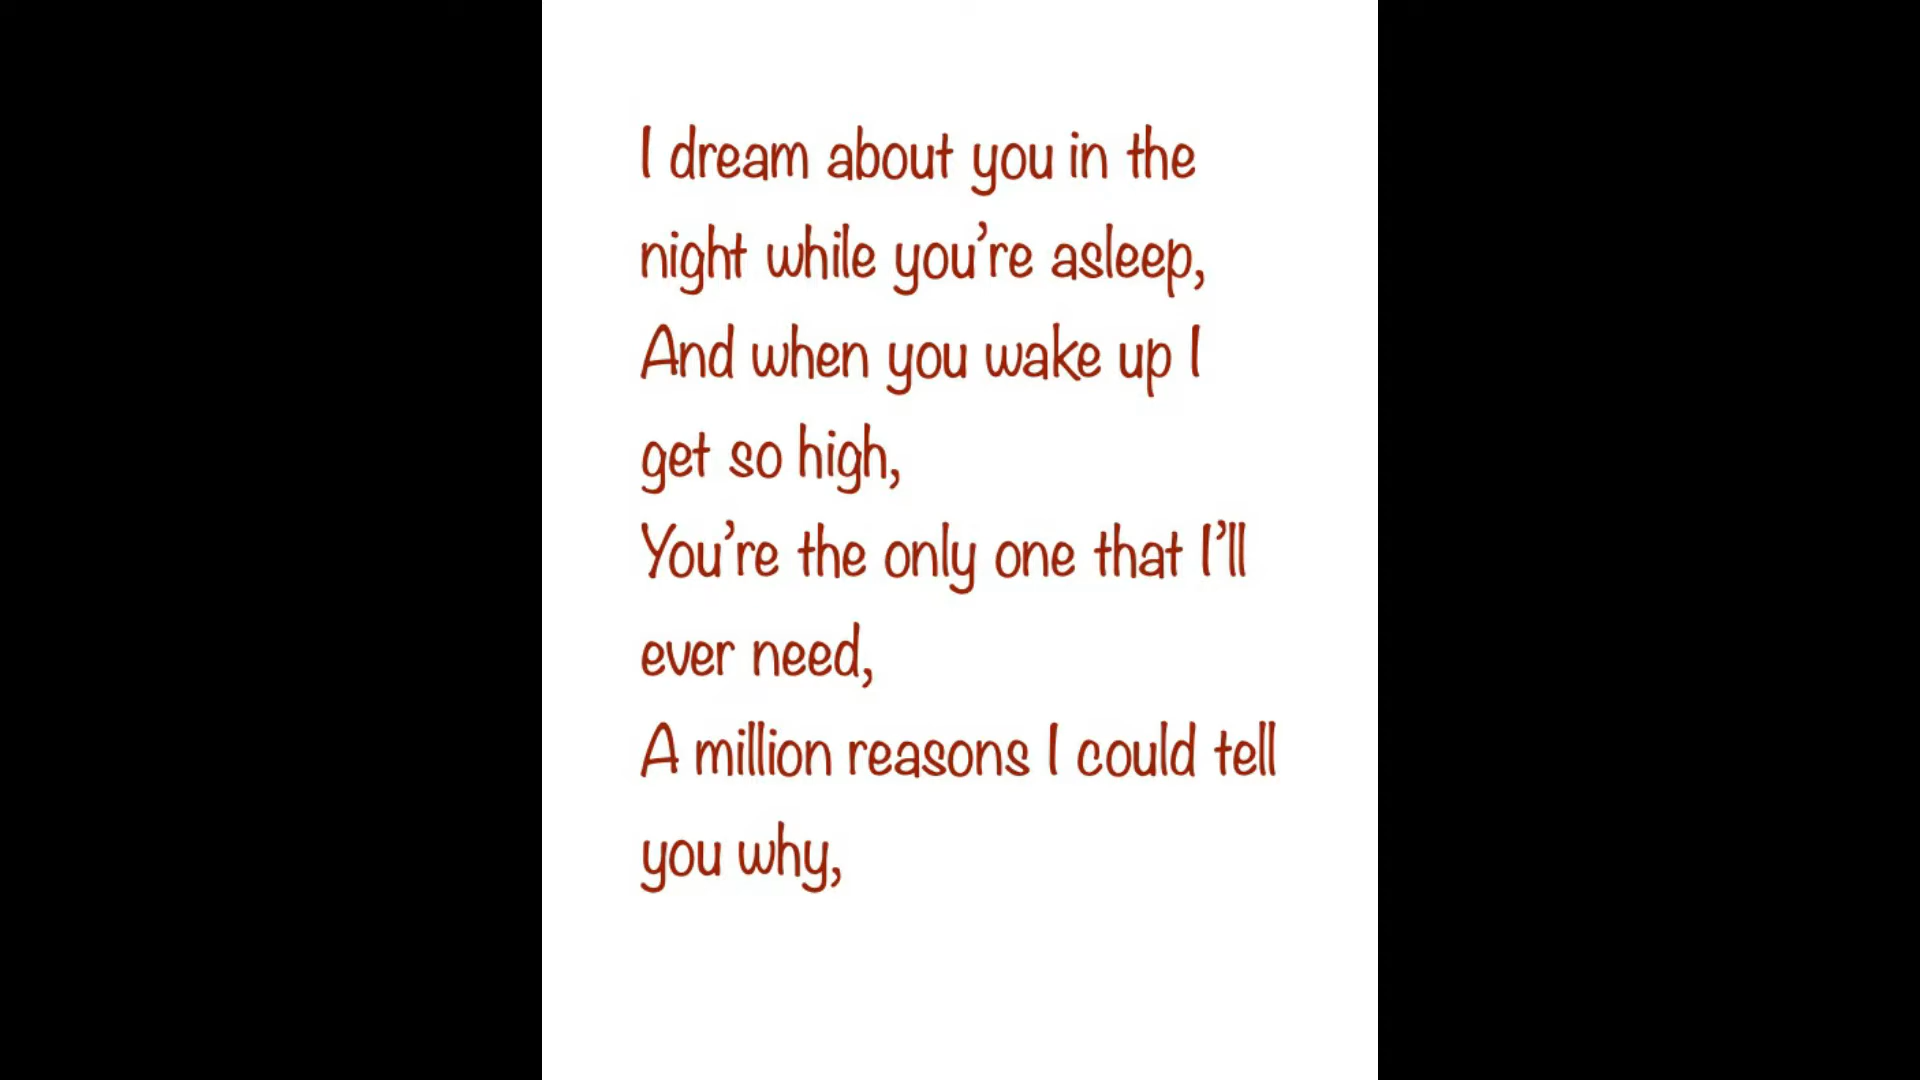 I dream about you in the
night while you’re asleep,
And when you wake up I
get so high,
You’re the only one that I’ll
ever need,
A million reasons I could tell
you why,